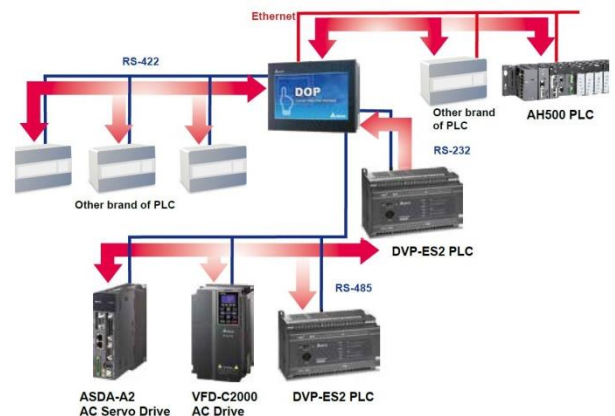 Ethernet
RS-422
DOP
Other brand
of PLC
AH500 PLC
RS-232
Other brand of PLC
DVP-ES2 PLC
RS-485
ASDA-A2
AC Servo Drive
VFD-C2000
AC Drive
DVP-ES2 PLC